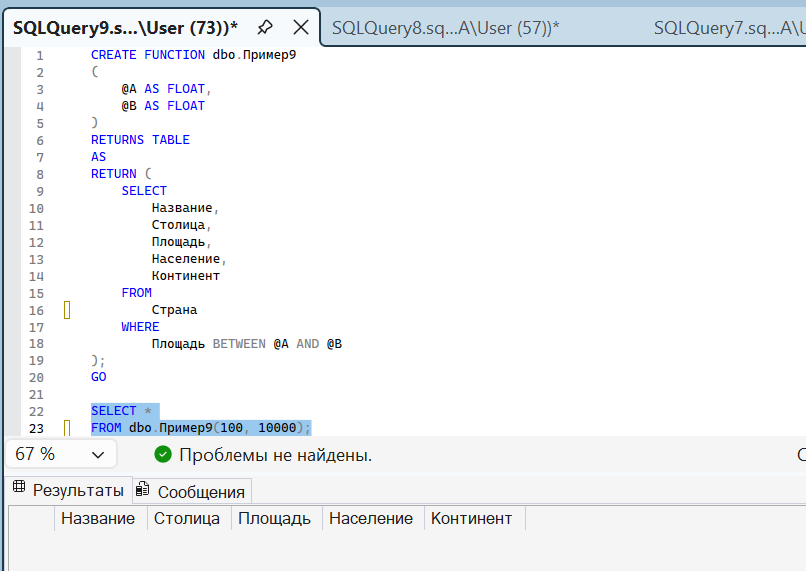 SQLQuery9.s...\User (73))* SQLQuery8.sq...A\User (57))* SQLQuery7.sq...A\U
1 CREATE FUNCTION dbo.Пример9
2 (
3 @A AS FLOAT,
4 @B AS FLOAT
5 )
6 RETURNS TABLE
7 AS
8 RETURN (
9 SELECT
10 Название,
11 Столица,
12 Площадь,
13 Население,
14 Континент
15 FROM
16 Страна
17 WHERE
18 Площадь BETWEEN @A AND @B
19 );
20 GO
21
22 SELECT *
23 FROM dbo.Пример9(100, 10000);
67 % Проблемы не найдены. С
Результаты Сообщения
Название Столица Площадь Население Континент